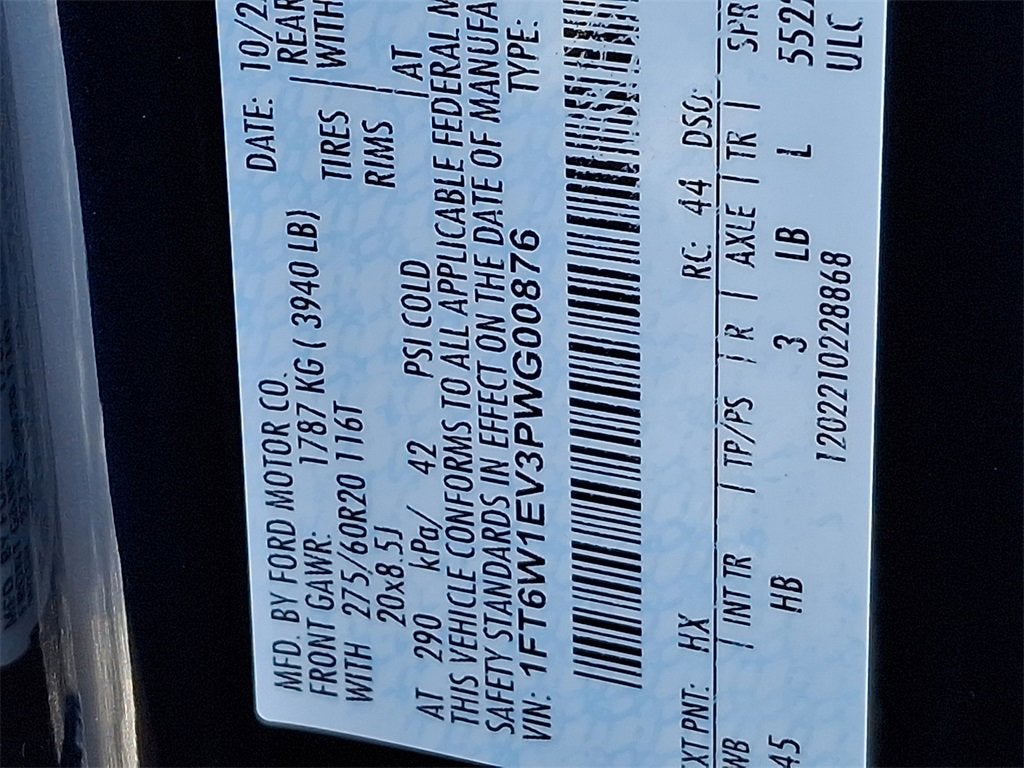 MFD. BY FORD MOTOR CO.
DATE: 10/2
FRONT GAWR: 1787 KG ( 3940 LB)
REAR
WITH 275/60R20 116T
TIRES
WITH
20x8.5J
RIMS
AT 290 kPa/ 42 PSI COLD
AT
THIS VEHICLE CONFORMS TO ALL APPLICABLE FEDERAL M
SAFETY STANDARDS IN EFFECT ON THE DATE OF MANUFA
VIN: 1FT6W1EV3PWG00876
TYPE:
EXT PNT: HX RC: 44 DSO:
WB | INT TR | TP/PS | R | AXLE | TR | SPR
45 HB 3 LB L 552
ULC
1202210228868